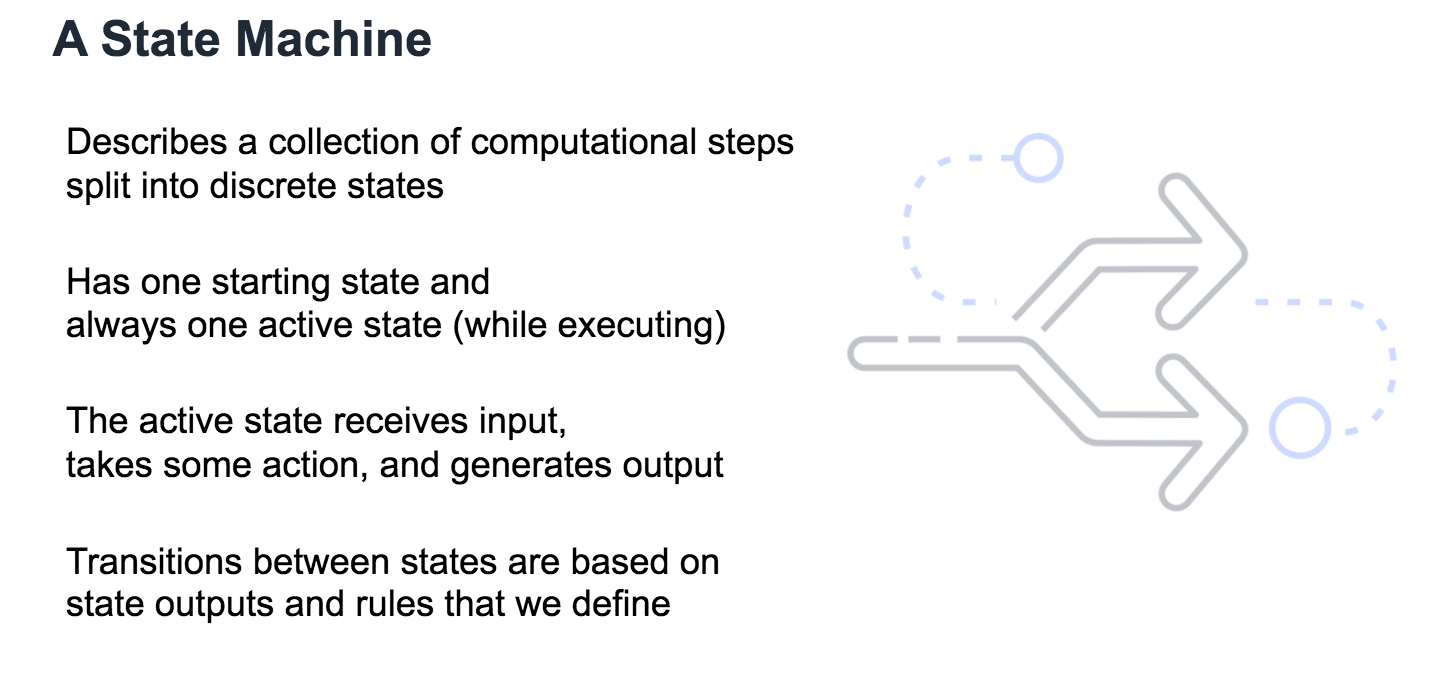 A State Machine
Describes a collection of computational steps
split into discrete states
Has one starting state and
always one active state (while executing)
The active state receives input,
takes some action, and generates output
Transitions between states are based on
state outputs and rules that we define